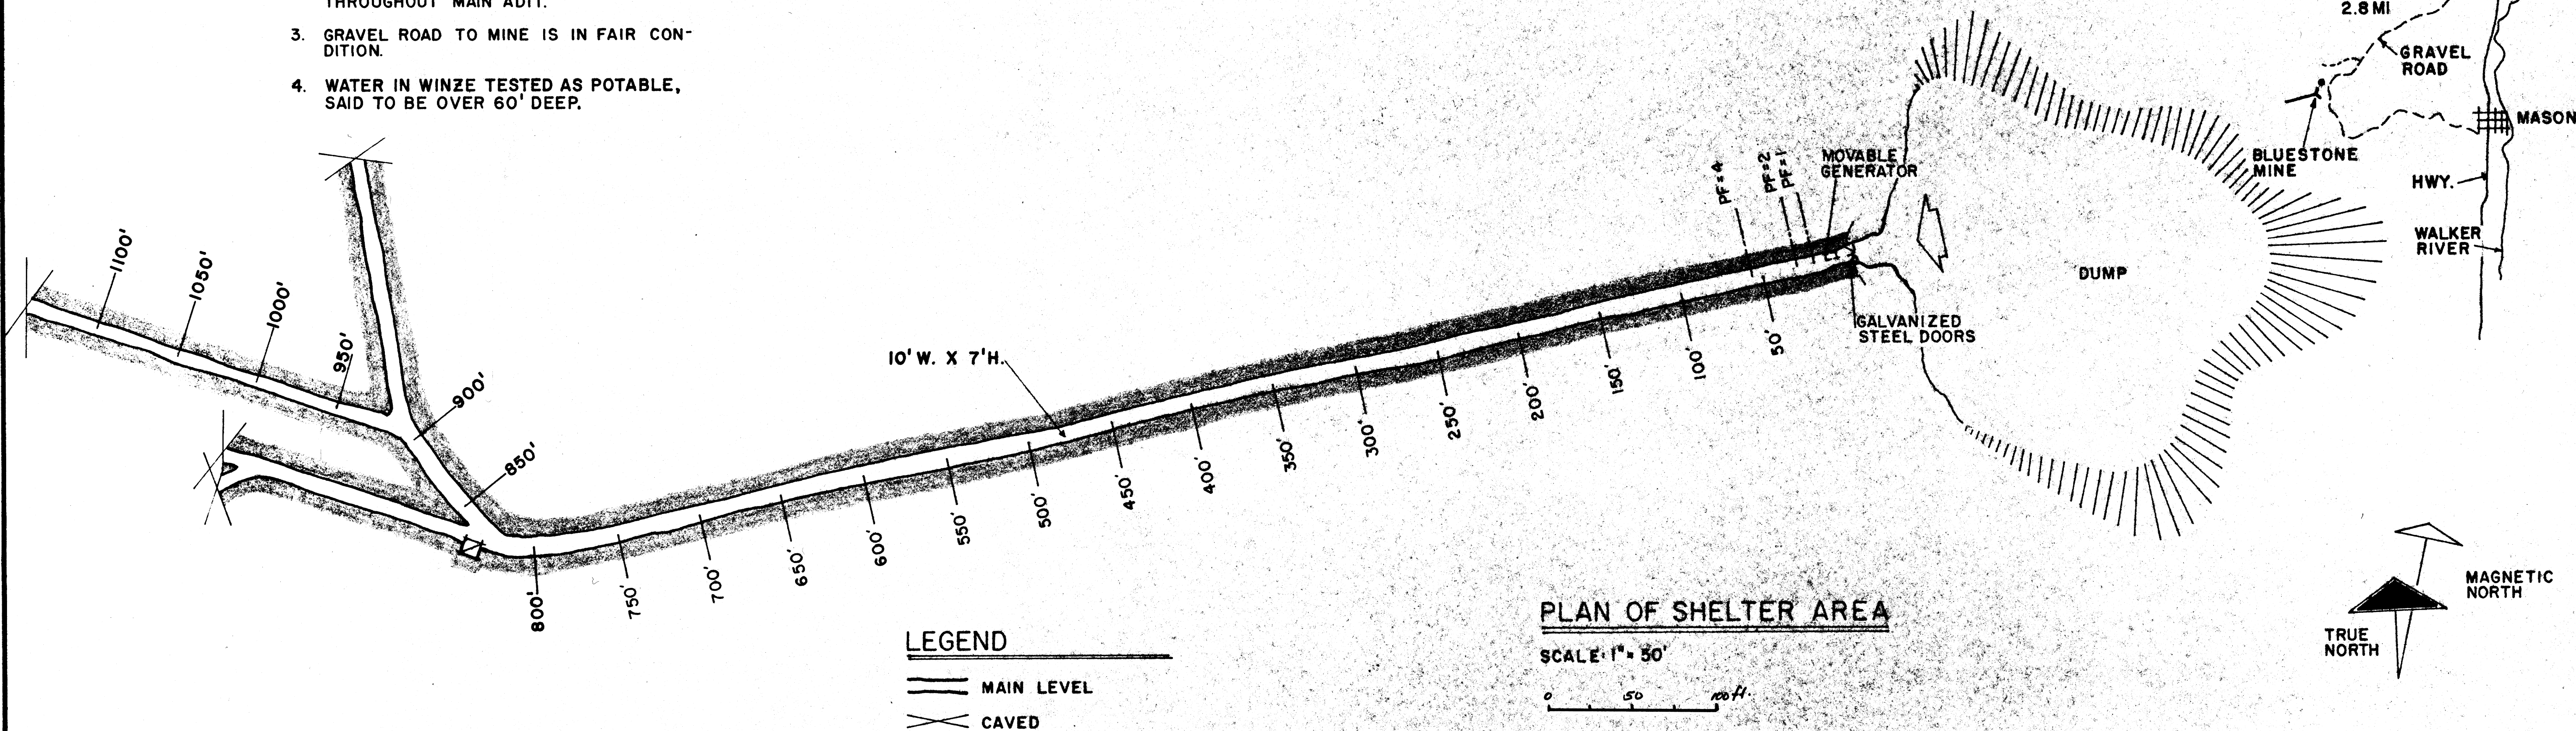 THROUGHOUT MAIN ADIT.
3. GRAVEL ROAD TO MINE IS IN FAIR CON-
DITION.
4. WATER IN WINZE TESTED AS POTABLE,
SAID TO BE OVER 60' DEEP.
2.8 MI
GRAVEL
ROAD
MASON
BLUESTONE
MINE
HWY.
WALKER
RIVER
PF=4
PF=2
PF=1
MOVABLE
GENERATOR
DUMP
GALVANIZED
STEEL DOORS
10' W. X 7' H.
1100'
1050'
1000'
950'
900'
850'
800'
750'
700'
650'
600'
550'
500'
450'
400'
350'
300'
250'
200'
150'
100'
50'
LEGEND
MAIN LEVEL
CAVED
PLAN OF SHELTER AREA
SCALE: 1" = 50'
0 50 100 ft.
MAGNETIC
NORTH
TRUE
NORTH